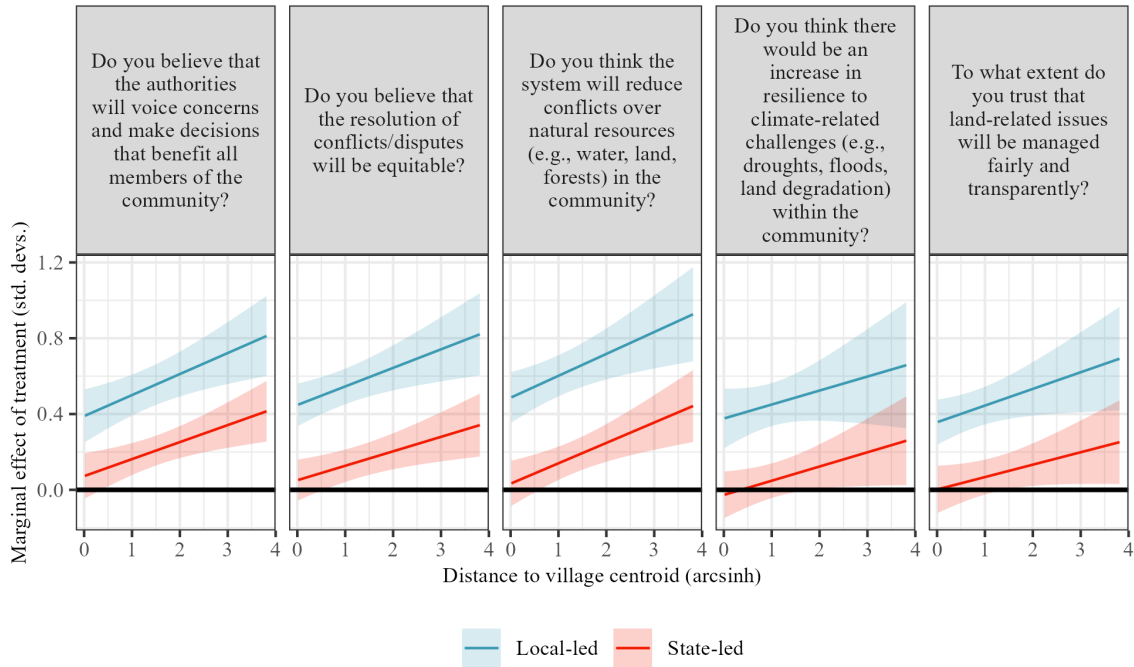 Do you believe that
the authorities
will voice concerns
and make decisions
that benefit all
members of the
community?
Do you believe that
the resolution of
conflicts/disputes
will be equitable?
Do you think the
system will reduce
conflicts over
natural resources
(e.g., water, land,
forests) in the
community?
Do you think there
would be an
increase in
resilience to
climate-related
challenges (e.g.,
droughts, floods,
land degradation)
within the
community?
To what extent do
you trust that
land-related issues
will be managed
fairly and
transparently?
Marginal effect of treatment (std. devs.)
1.2
0.8
0.4
0.0
0 1 2 3 4
0 1 2 3 4
0 1 2 3 4
0 1 2 3 4
0 1 2 3 4
Distance to village centroid (arcsinh)
Local-led State-led